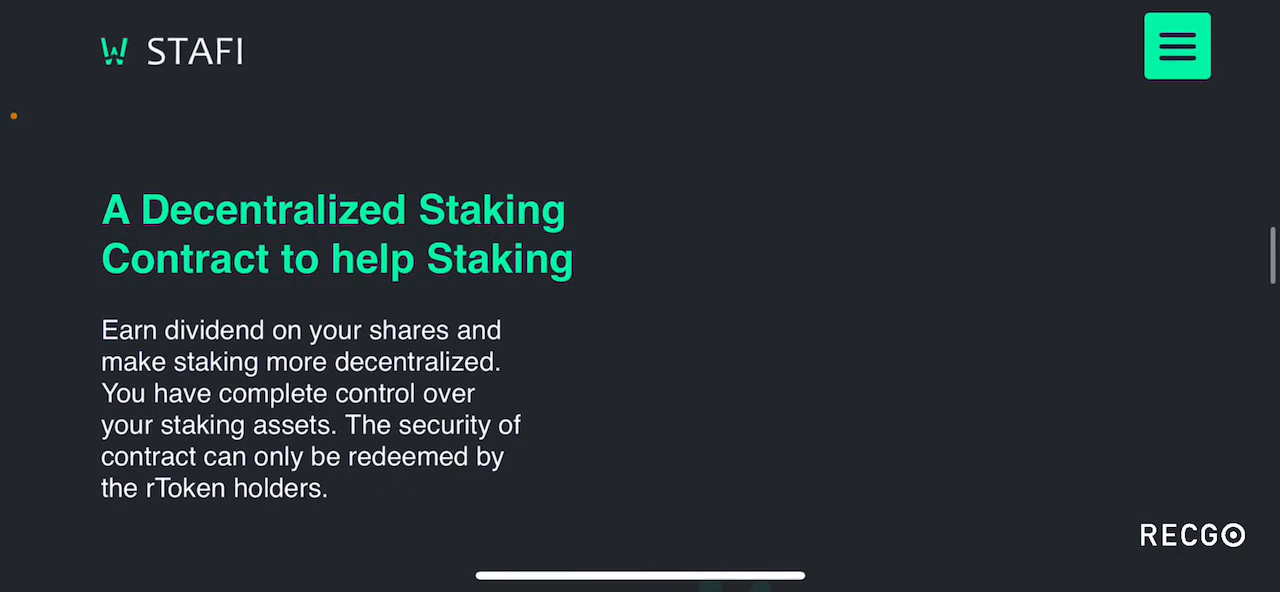 STAFI
A Decentralized Staking
Contract to help Staking
Earn dividend on your shares and
make staking more decentralized.
You have complete control over
your staking assets. The security of
contract can only be redeemed by
the rToken holders.
RECGO